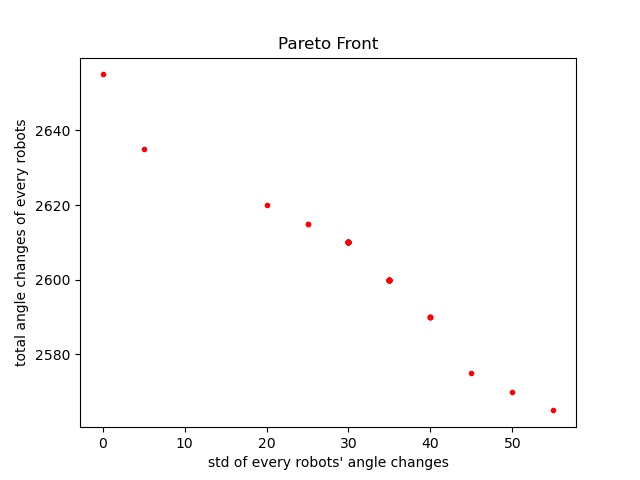 Pareto Front
total angle changes of every robots
2640
2620
2600
2580
0 10 20 30 40 50
std of every robots' angle changes